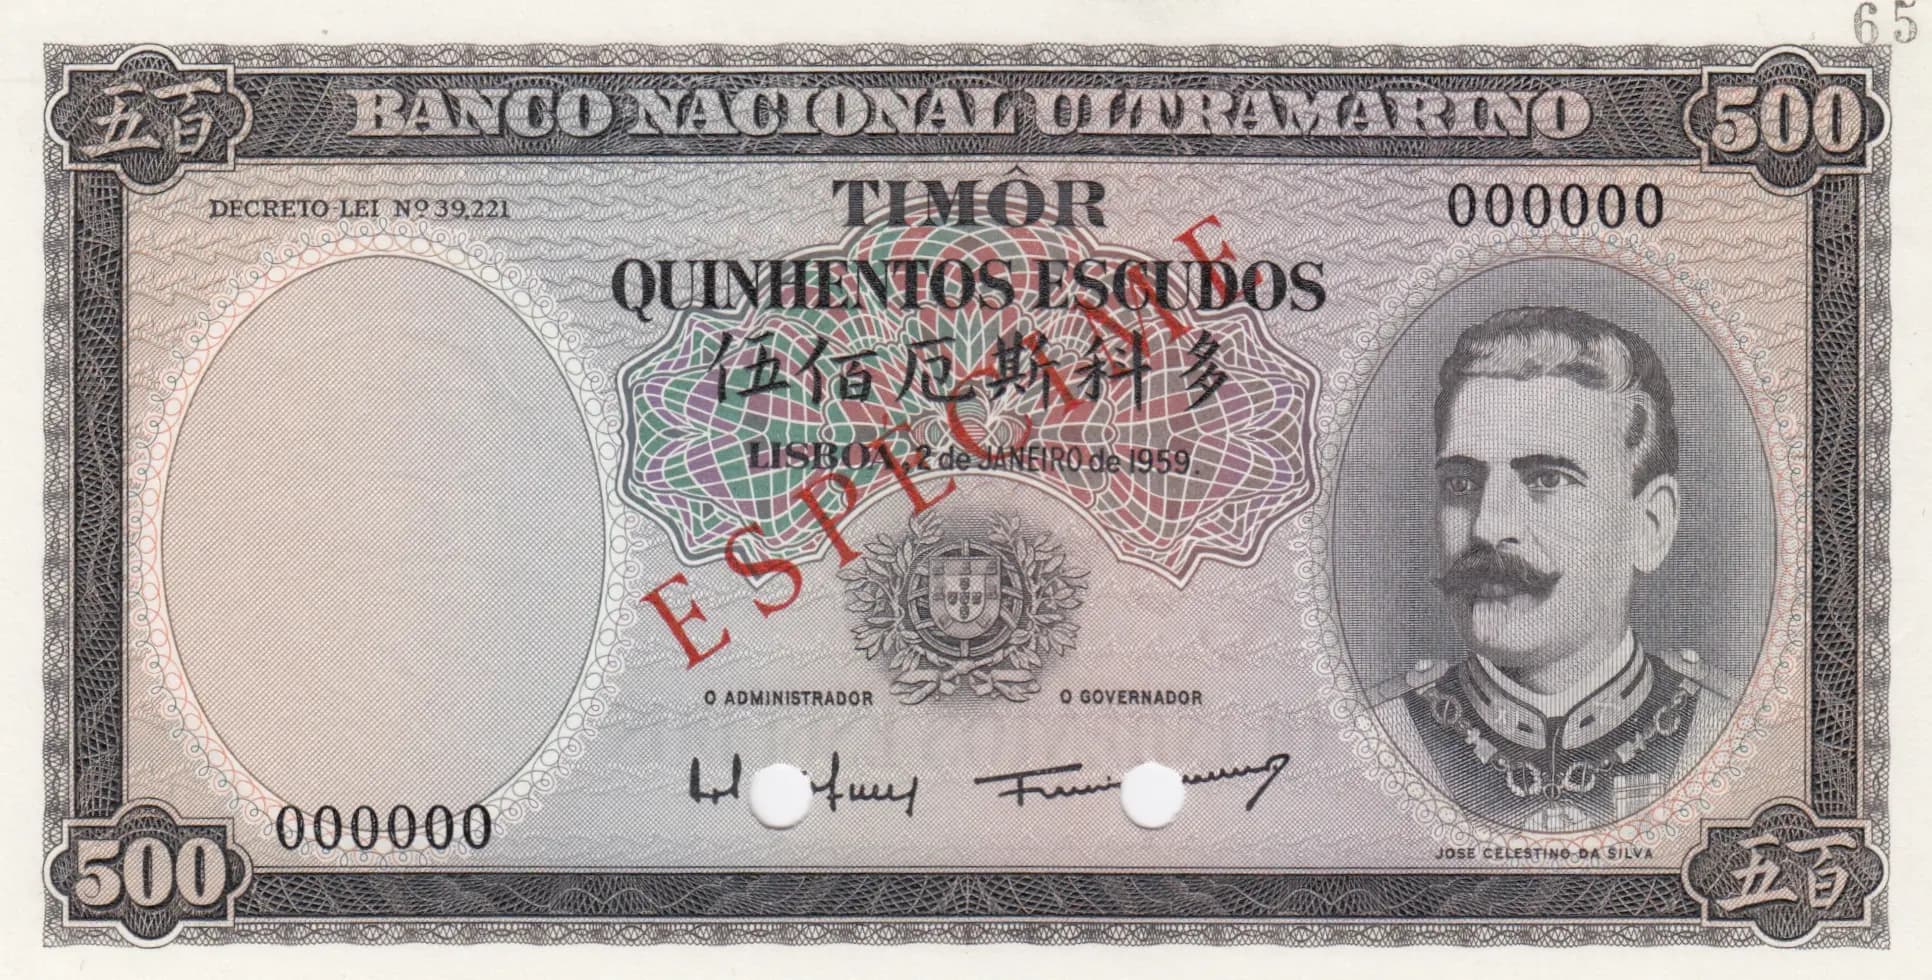 65
五百
BANCO NACIONAL ULTRAMARINO
500
DECRETO-LEI Nº 39,221
TIMÔR
000000
QUINHENTOS ESCUDOS
伍佰厄斯科多
ESPÉCIME
LISBOA, 2 de JANEIRO de 1959.
O ADMINISTRADOR
O GOVERNADOR
000000
JOSE CELESTINO DA SILVA
500
五百